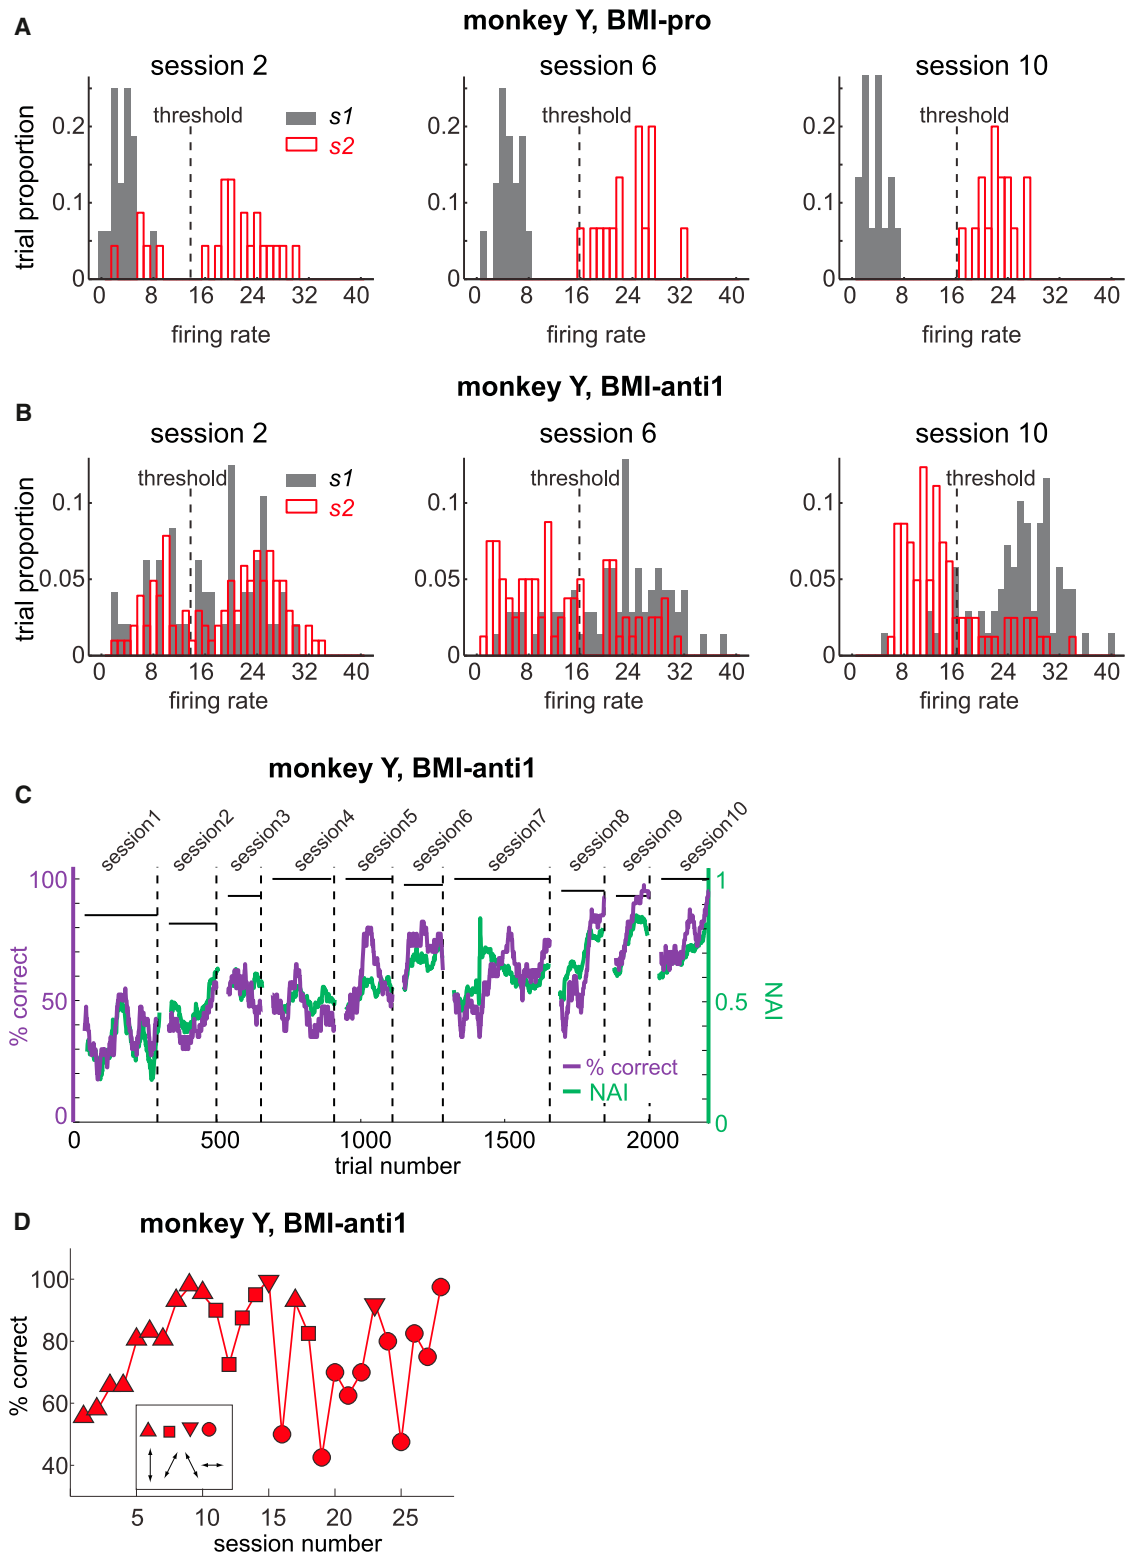 A
monkey Y, BMI-pro
session 2
session 6
session 10
trial proportion
0.2
0.1
0
threshold
s1
s2
0 8 16 24 32 40
firing rate
0.2
0.1
0
threshold
0 8 16 24 32 40
firing rate
0.2
0.1
0
threshold
0 8 16 24 32 40
firing rate
monkey Y, BMI-anti1
B
session 2
session 6
session 10
trial proportion
0.1
0.05
0
threshold
s1
s2
0 8 16 24 32 40
firing rate
0.1
0.05
0
threshold
0 8 16 24 32 40
firing rate
0.1
0.05
0
threshold
0 8 16 24 32 40
firing rate
monkey Y, BMI-anti1
C
session1
session2
session3
session4
session5
session6
session7
session8
session9
session10
% correct
100
50
0
1
0.5
0
NAI
% correct
NAI
0 500 1000 1500 2000
trial number
D
monkey Y, BMI-anti1
% correct
100
80
60
40
5 10 15 20 25
session number